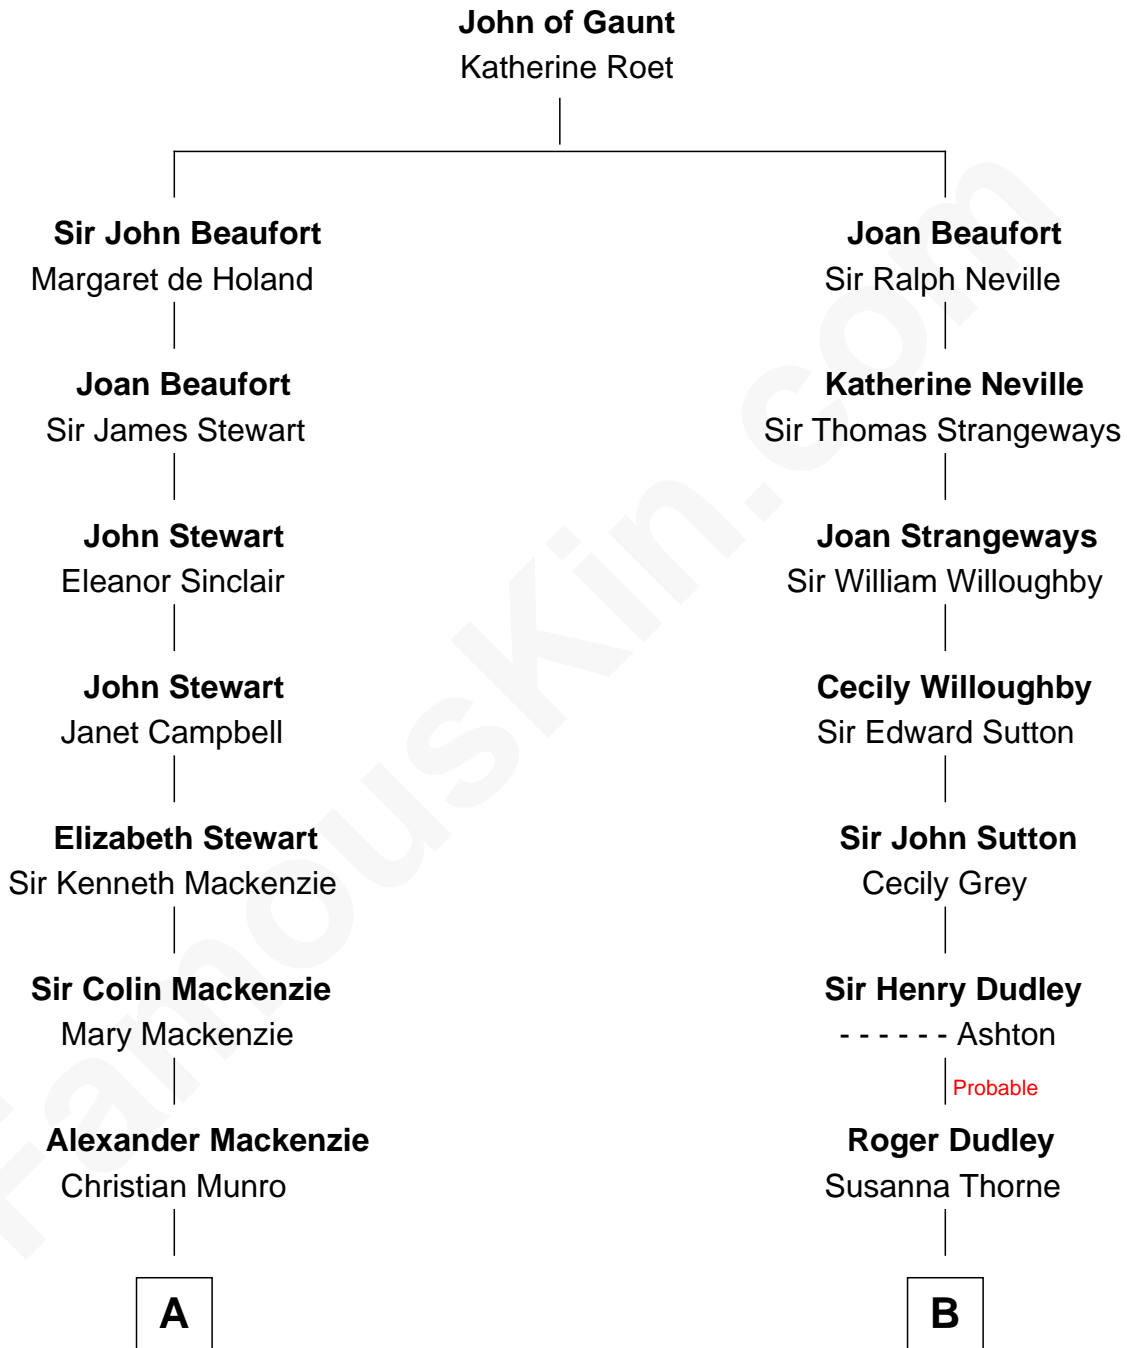 John of Gaunt
Katherine Roet
Sir John Beaufort
Margaret de Holand
Joan Beaufort
Sir Ralph Neville
Joan Beaufort
Sir James Stewart
Katherine Neville
Sir Thomas Strangeways
John Stewart
Eleanor Sinclair
Joan Strangeways
Sir William Willoughby
John Stewart
Janet Campbell
Cecily Willoughby
Sir Edward Sutton
Elizabeth Stewart
Sir Kenneth Mackenzie
Sir John Sutton
Cecily Grey
Sir Colin Mackenzie
Mary Mackenzie
Sir Henry Dudley
- - - - - - Ashton
Probable
Alexander Mackenzie
Christian Munro
Roger Dudley
Susanna Thorne
A
B
FamousKin.com